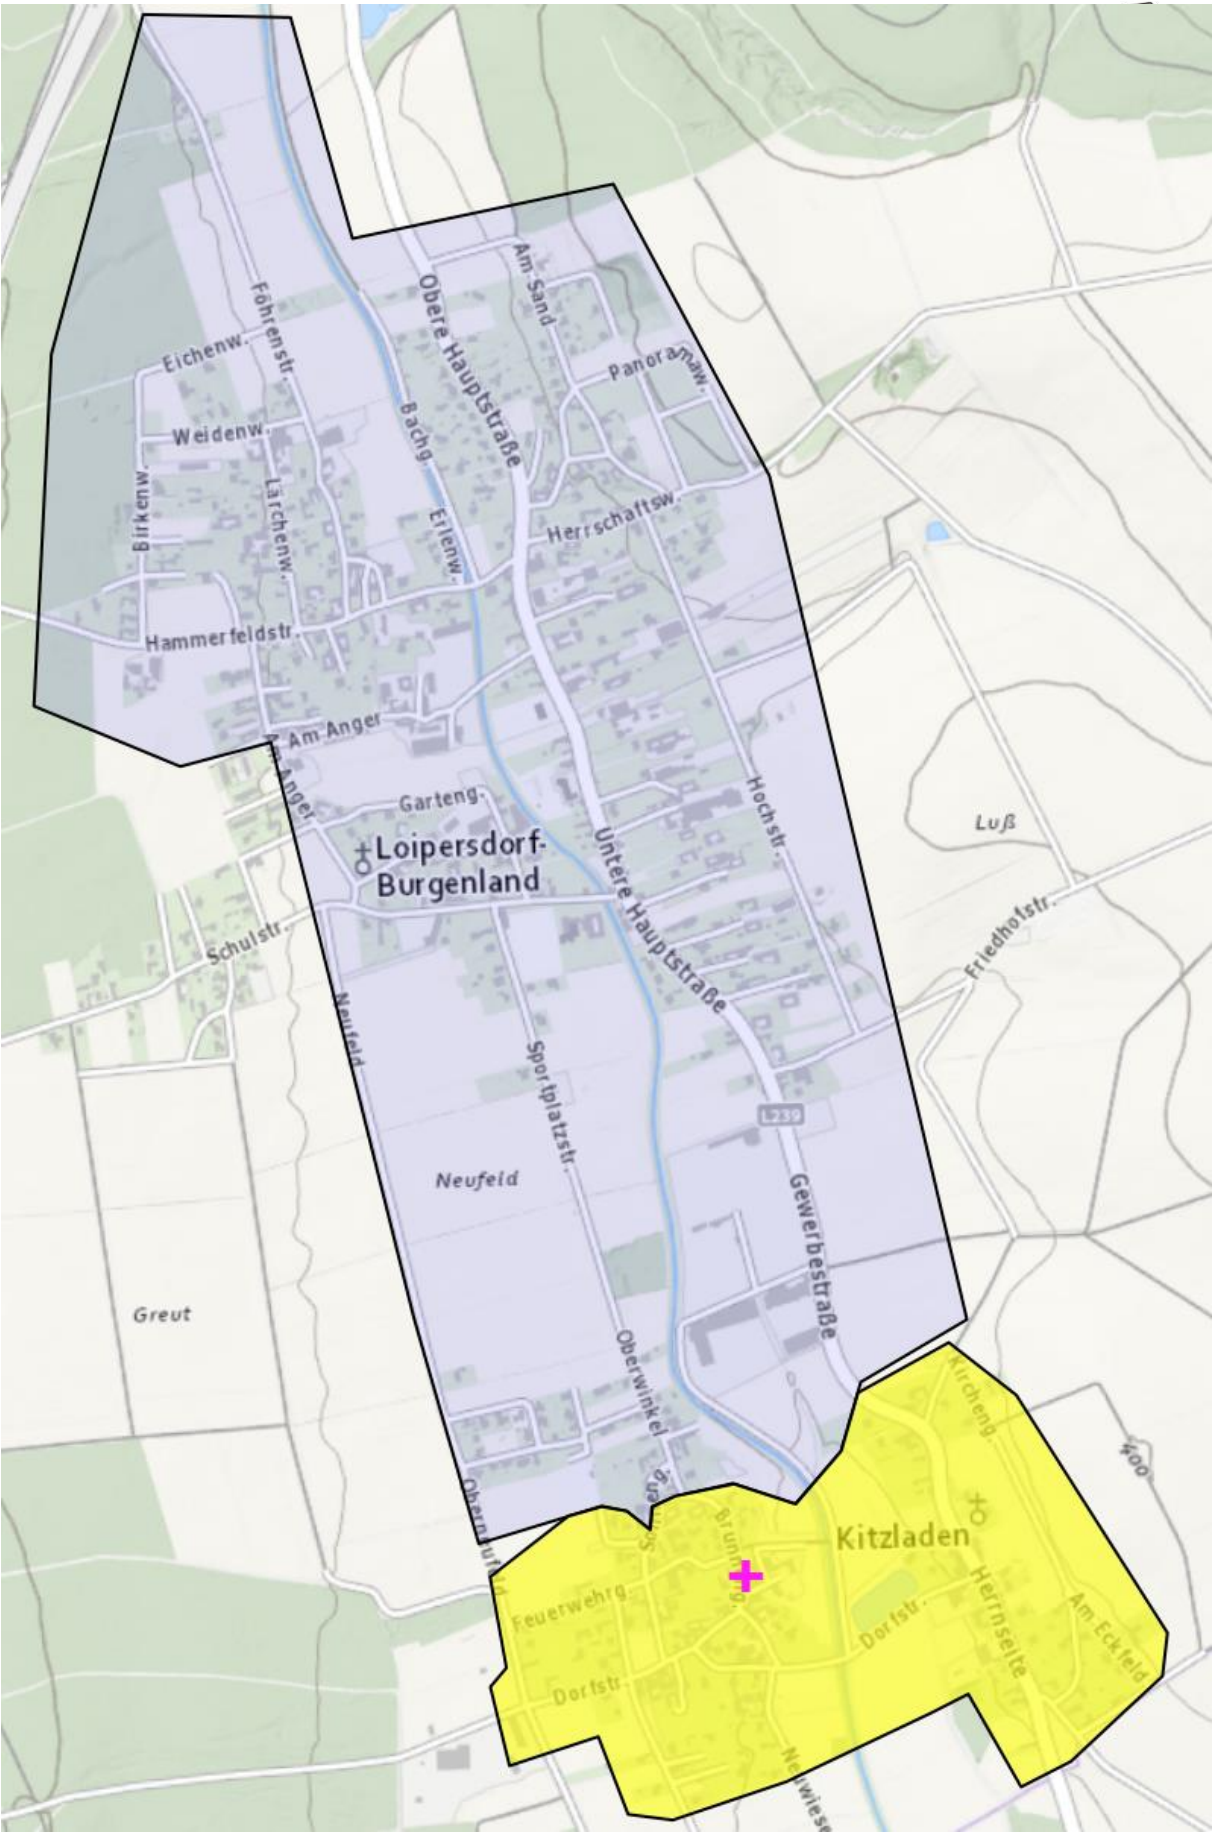 Am Sand
Föhrenstr.
Obere Hauptstraße
Eichenw.
Panoramaw.
Bachg.
Weidenw.
Birkenw.
Lärchenw.
Erlenw.
Herrschaftsw.
Hammerfeldstr.
Am Anger
Am Anger
Garteng.
Hochstr.
Luß
Loipersdorf-
Burgenland
Untere Hauptstraße
Schulstr.
Friedhofstr.
Neufeld
Sportplatzstr.
L239
Neufeld
Gewerbestraße
Greut
Oberwinkel
Kircheng.
400
Oberneufeld
Kitzladen
Feuerwehrg.
Herrnseite
Dorfstr.
Am Eckfeld
Dorfstr.
Neuwiese